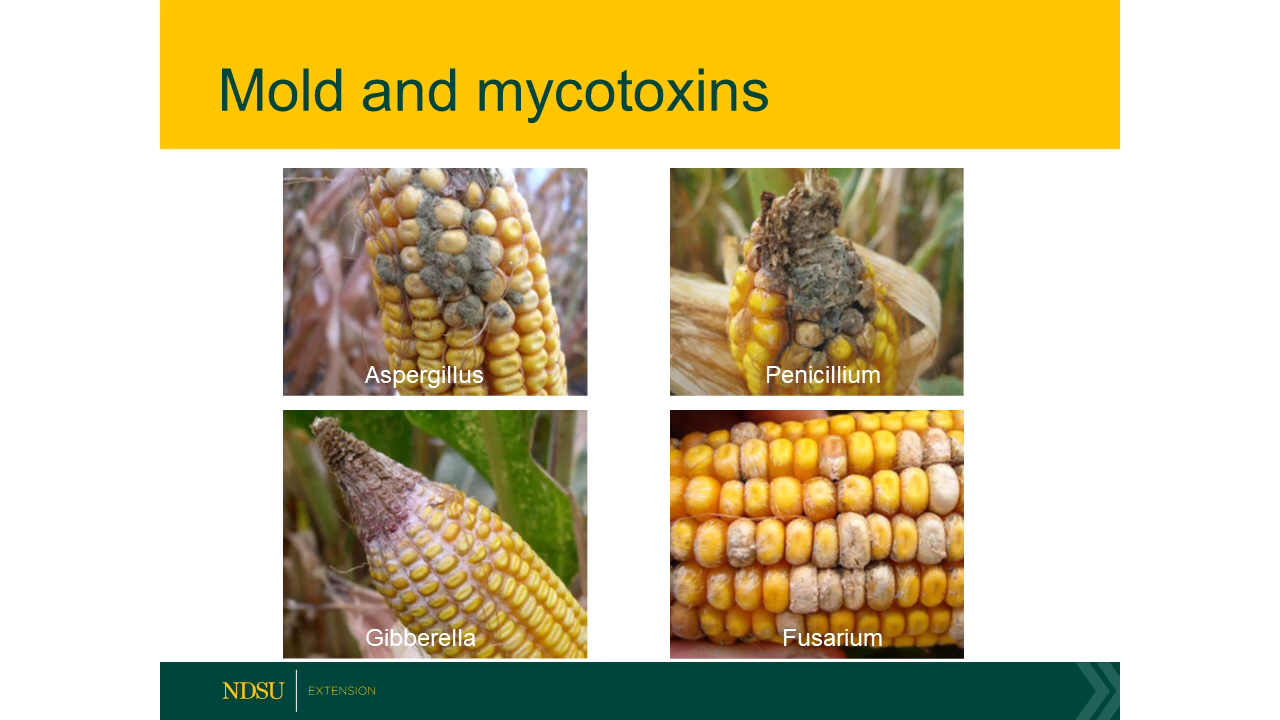 Mold and mycotoxins
Aspergillus
Penicillium
Gibberella
Fusarium
NDSU
EXTENSION